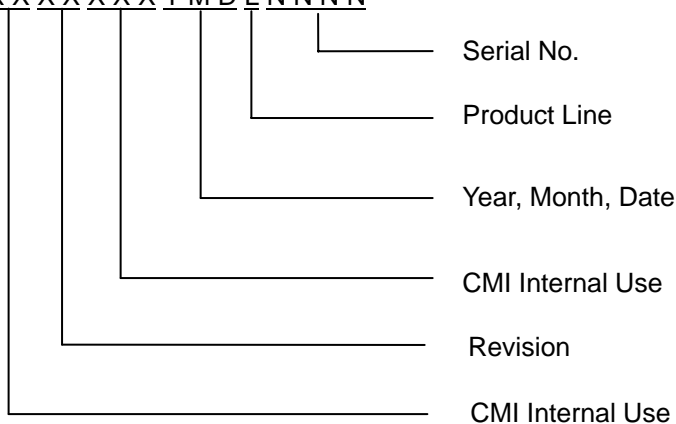 X X X X X X X Y M D L N N N N
Serial No.
Product Line
Year, Month, Date
CMI Internal Use
Revision
CMI Internal Use